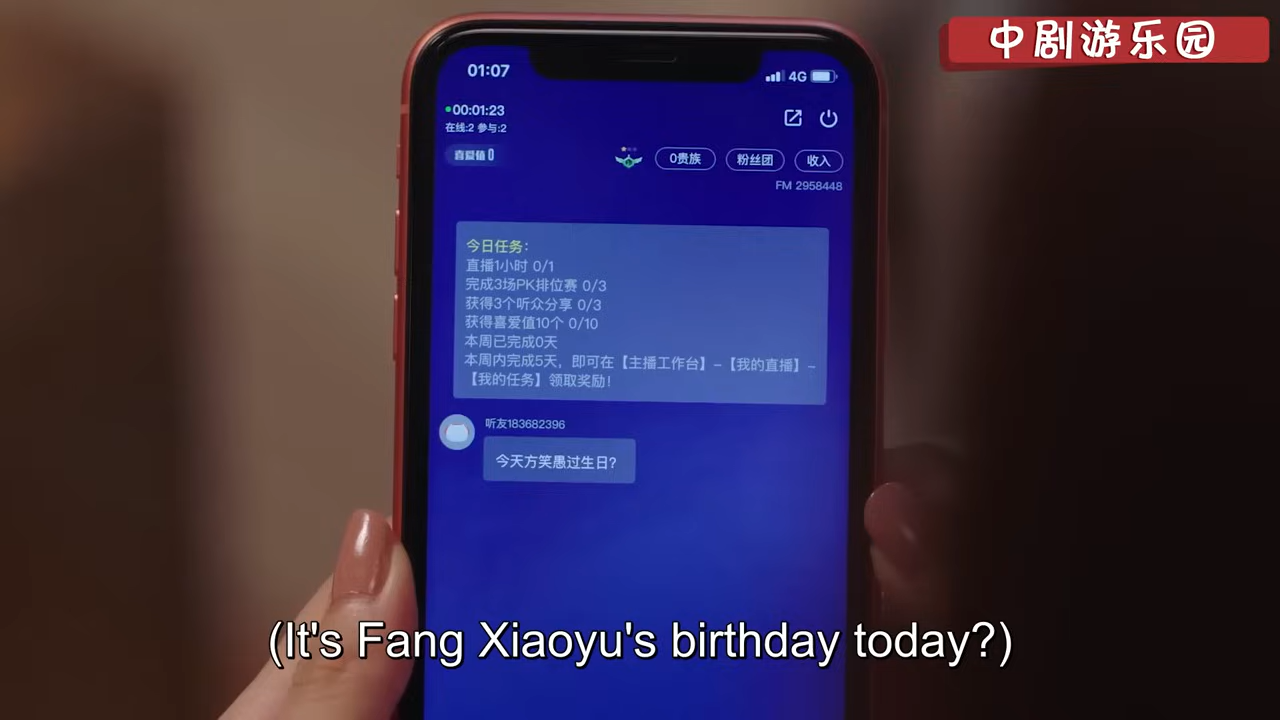 中剧游乐园
01:07
4G
00:01:23
在线:2 参与:2
喜爱值0
0贵族
粉丝团
收入
FM 2958448
今日任务:
直播1小时 0/1
完成3场PK排位赛 0/3
获得3个听众分享 0/3
获得喜爱值10个 0/10
本周已完成0天
本周内完成5天，即可在【主播工作台】-【我的直播】-
【我的任务】领取奖励！
听友183682396
今天方笑愚过生日?
(It's Fang Xiaoyu's birthday today?)